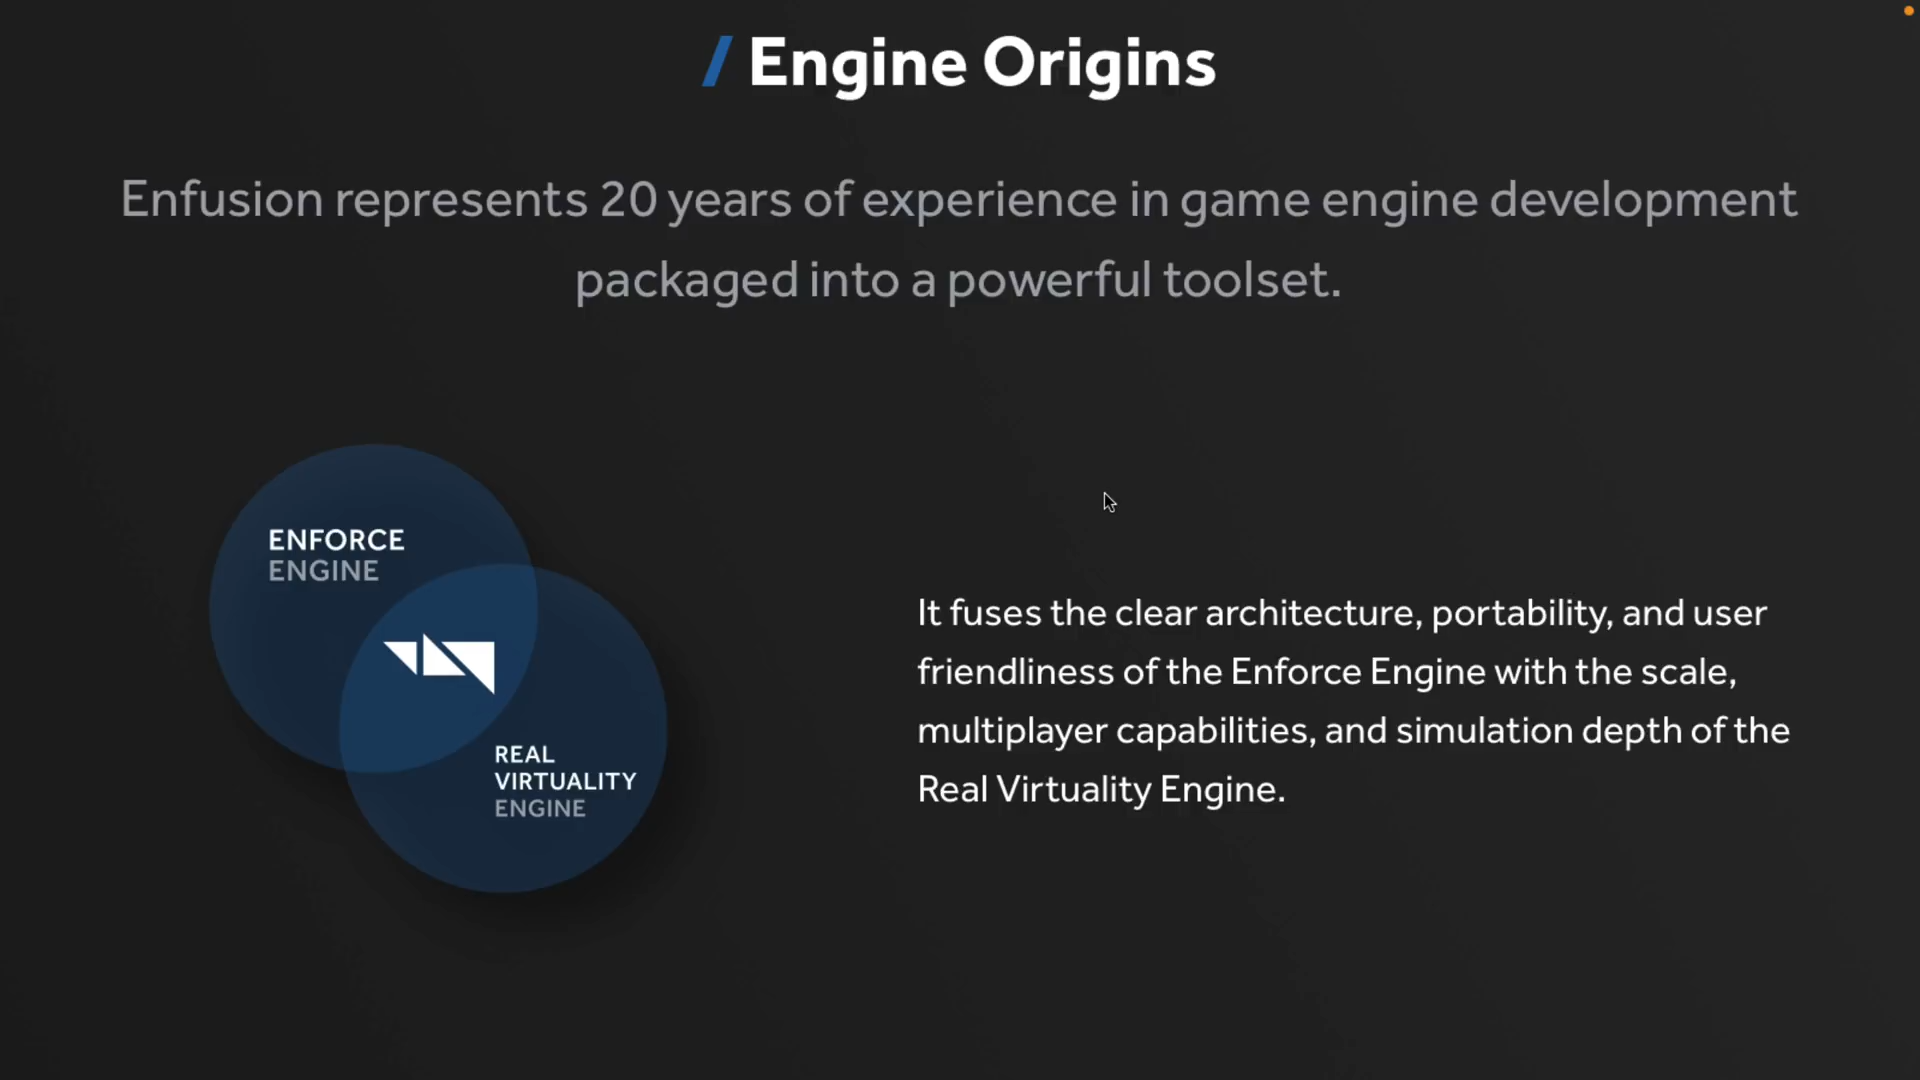 / Engine Origins
Enfusion represents 20 years of experience in game engine development
packaged into a powerful toolset.
ENFORCE
ENGINE
REAL
VIRTUALITY
ENGINE
It fuses the clear architecture, portability, and user
friendliness of the Enforce Engine with the scale,
multiplayer capabilities, and simulation depth of the
Real Virtuality Engine.